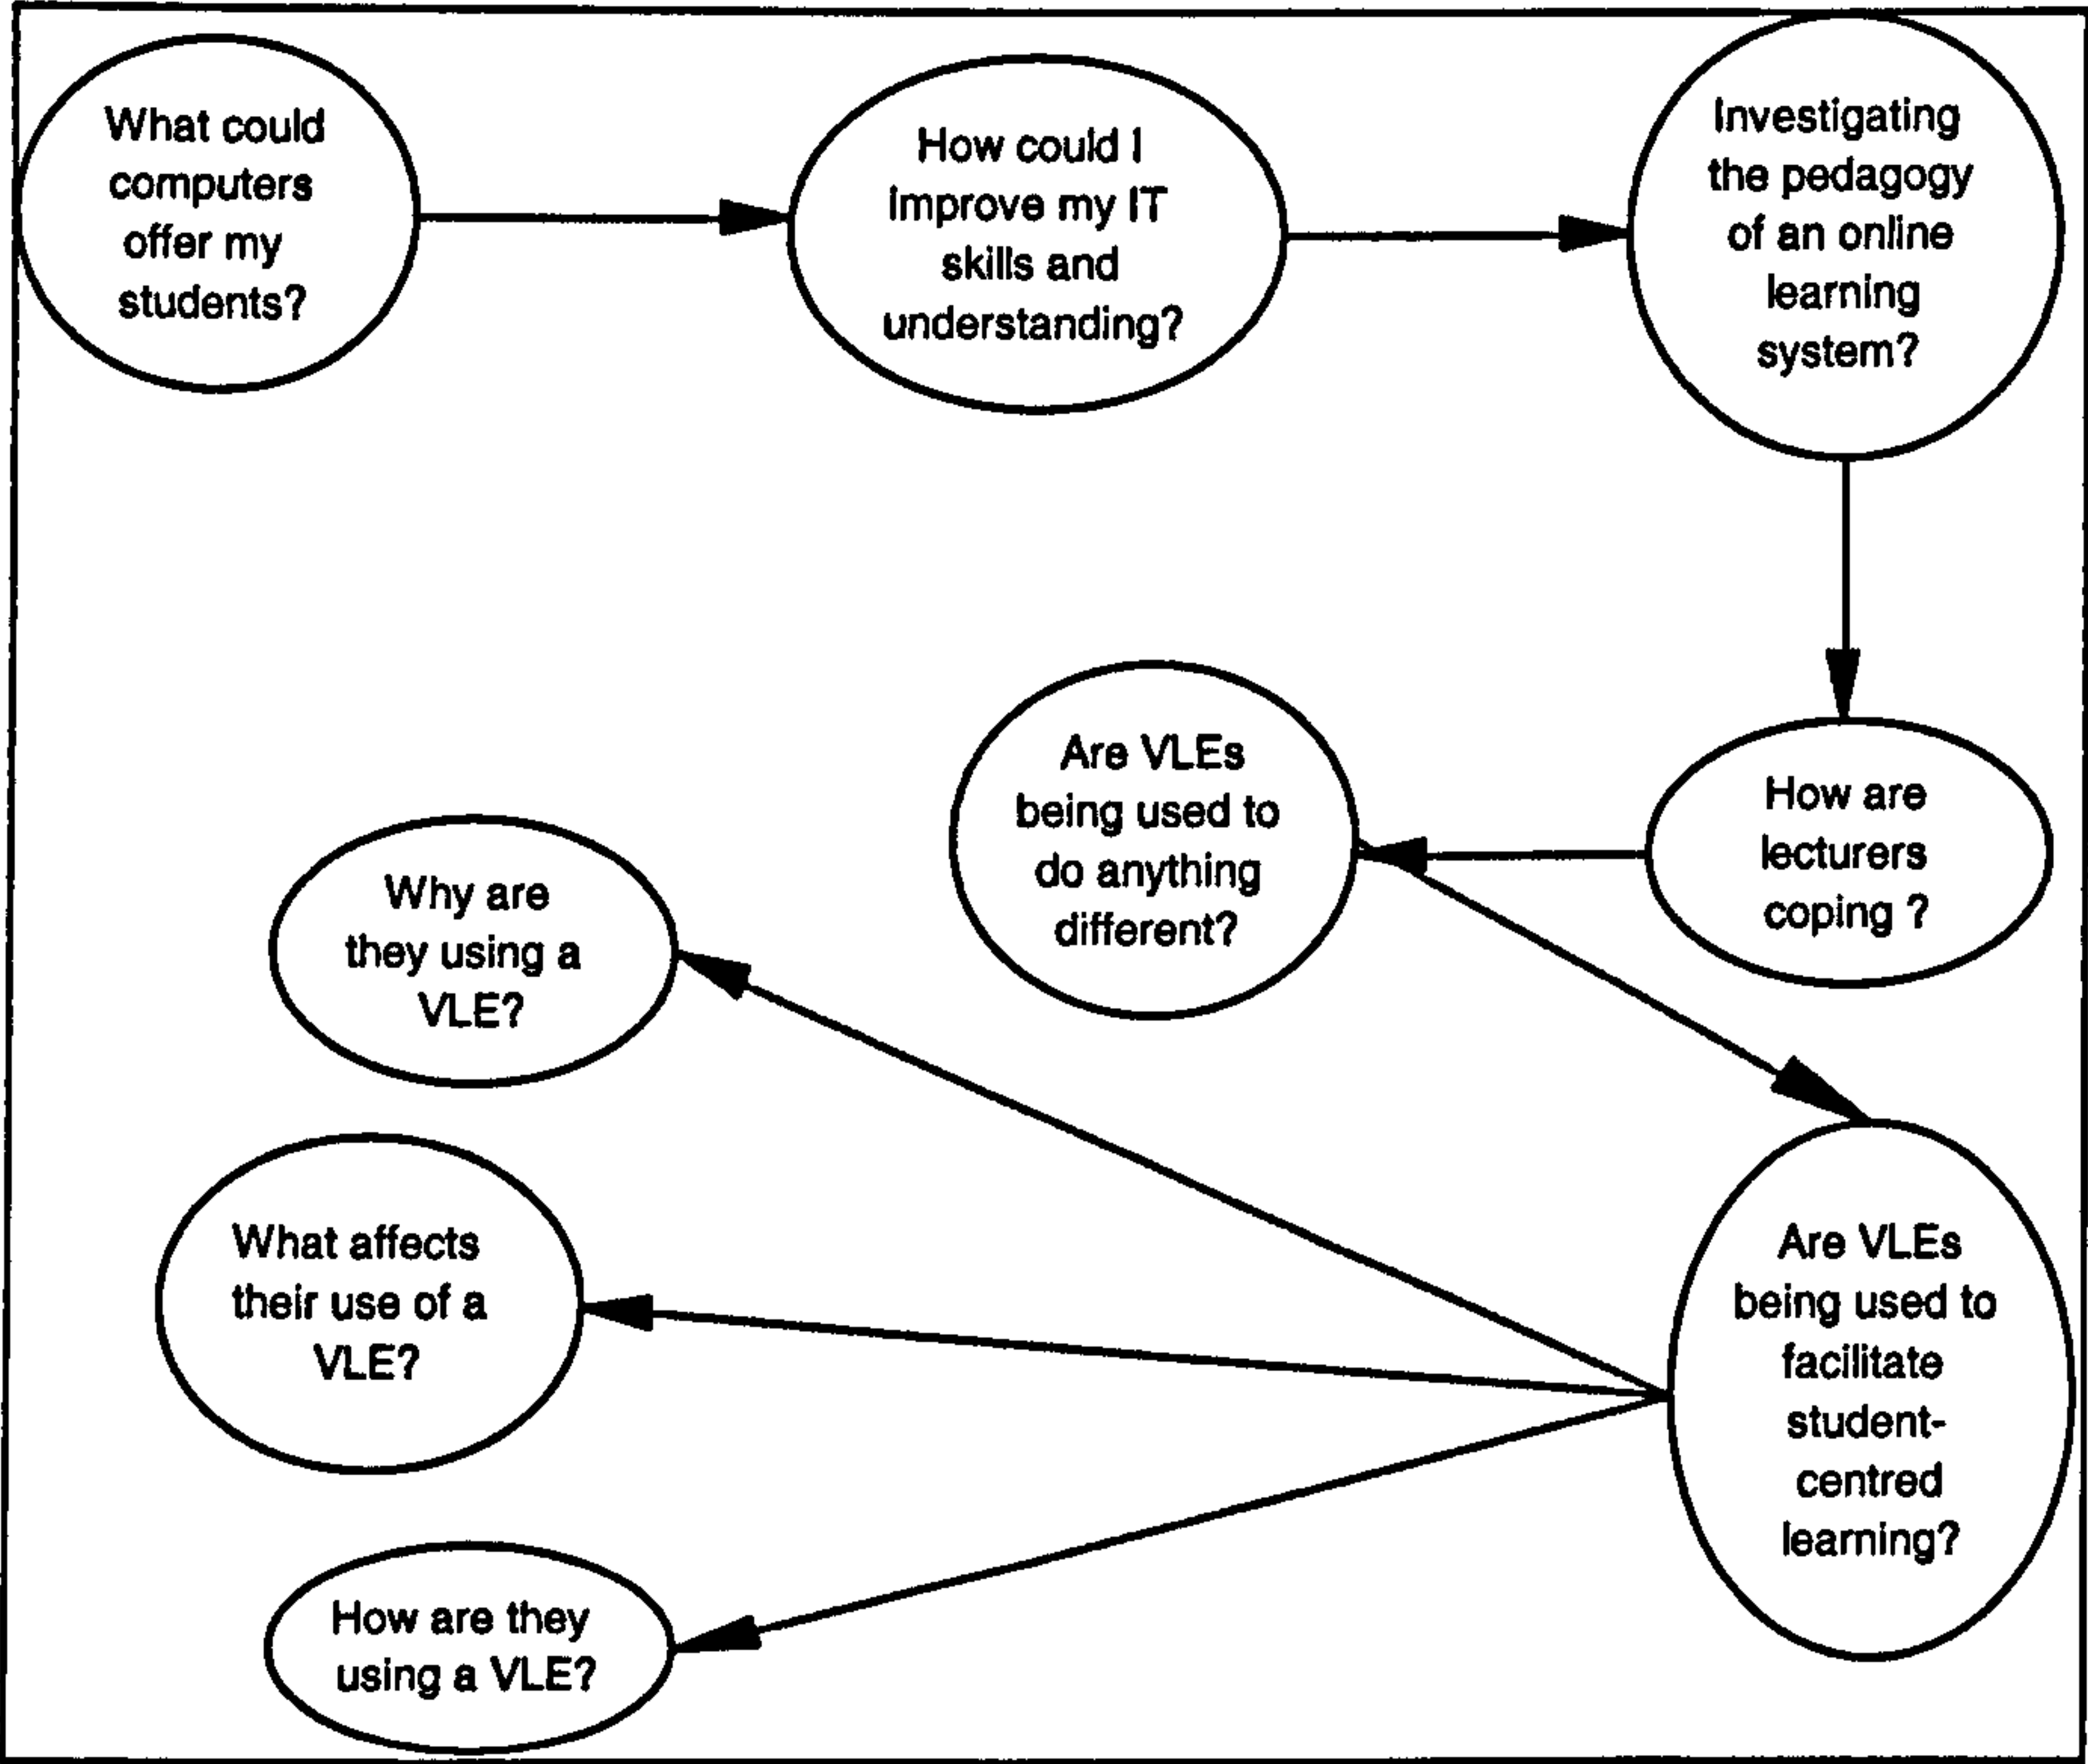 What could
computers
offer my
students?
How could I
improve my IT
skills and
understanding?
Investigating
the pedagogy
of an online
learning
system?
How are
lecturers
coping ?
Are VLEs
being used to
do anything
different?
Are VLEs
being used to
facilitate
student-
centred
learning?
Why are
they using a
VLE?
What affects
their use of a
VLE?
How are they
using a VLE?